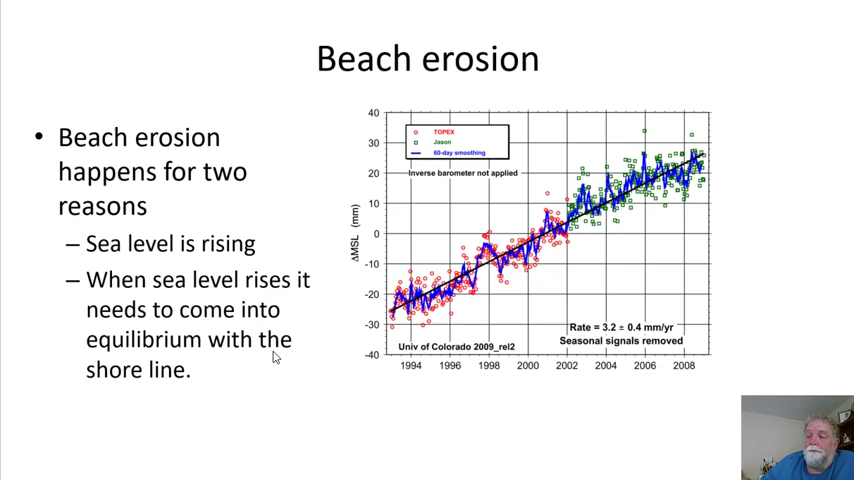 Beach erosion
• Beach erosion
happens for two
reasons
– Sea level is rising
– When sea level rises it
needs to come into
equilibrium with the
shore line.
40
30
20
10
0
-10
-20
-30
-40
ΔMSL (mm)
TOPEX
Jason
60-day smoothing
Inverse barometer not applied
Rate = 3.2 ± 0.4 mm/yr
Seasonal signals removed
Univ of Colorado 2009_rel2
1994 1996 1998 2000 2002 2004 2006 2008